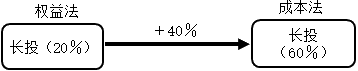 权益法
成本法
长投（20％）
＋40％
长投
（60％）